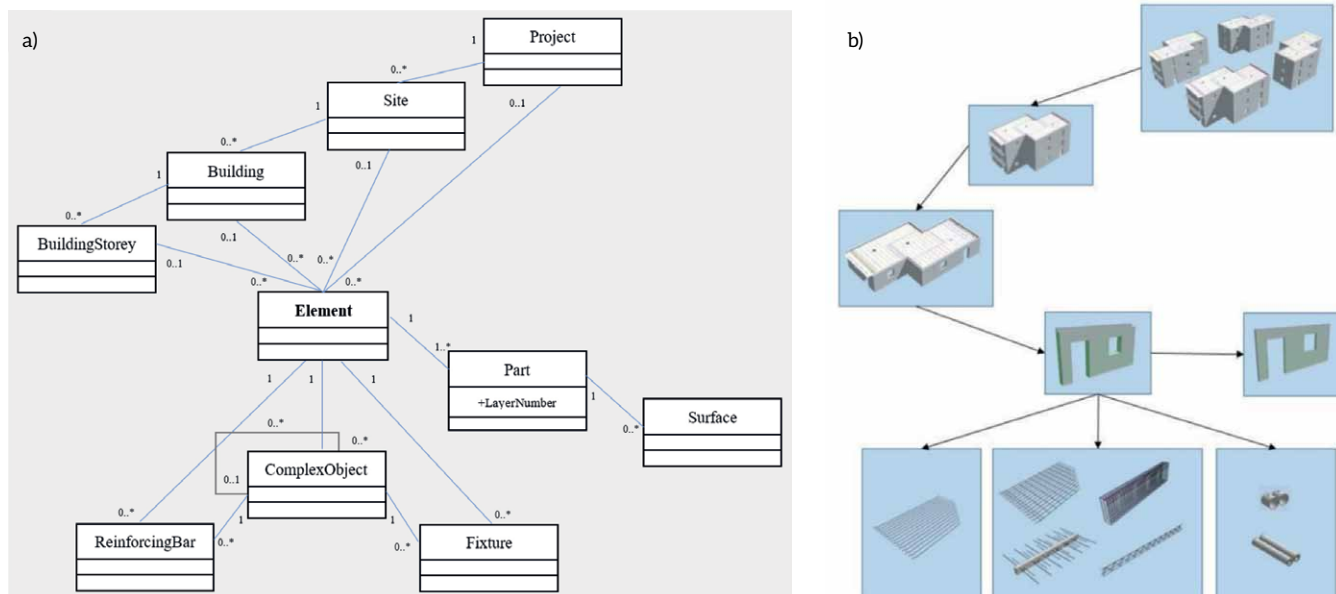 a)
Project
1
0..*
0..1
Site
1
0..*
0..1
Building
1
0..*
0..1
BuildingStorey
0..1
0..*
0..*
0..*
0..*
Element
1
1..*
Part
+LayerNumber
1
0..*
Surface
1
1
1
0..*
0..*
0..1
ComplexObject
1
1
0..*
0..*
0..*
0..*
ReinforcingBar
Fixture
b)